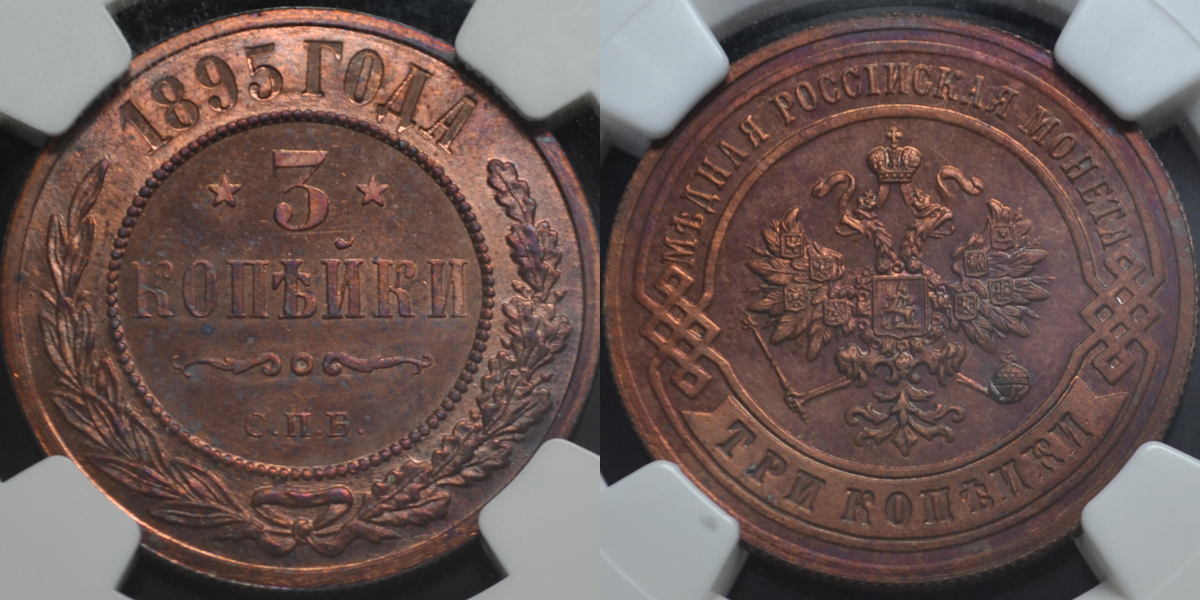 1895 ГОДА
3
КОПѢЙКИ
С.П.Б.
МѢДНАЯ РОССІЙСКАЯ МОНЕТА
ТРИ КОПѢЙКИ